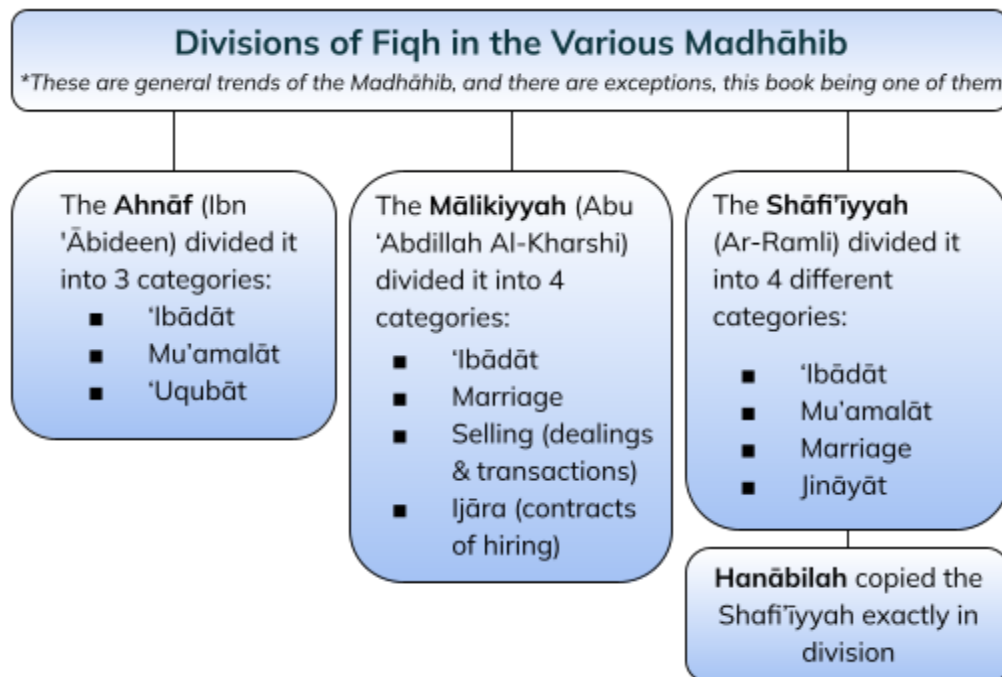 Divisions of Fiqh in the Various Madhāhib
*These are general trends of the Madhāhib, and there are exceptions, this book being one of them
The Ahnāf (Ibn
'Ābideen) divided it
into 3 categories:
■ ‘Ibādāt
■ Mu’amalāt
■ ‘Uqubāt
The Mālikiyyah (Abu
‘Abdillah Al-Kharshi)
divided it into 4
categories:
■ ‘Ibādāt
■ Marriage
■ Selling (dealings
& transactions)
■ Ijāra (contracts
of hiring)
The Shāfi’īyyah
(Ar-Ramli) divided it
into 4 different
categories:
■ ‘Ibādāt
■ Mu’amalāt
■ Marriage
■ Jināyāt
Hanābilah copied the
Shafi’īyyah exactly in
division